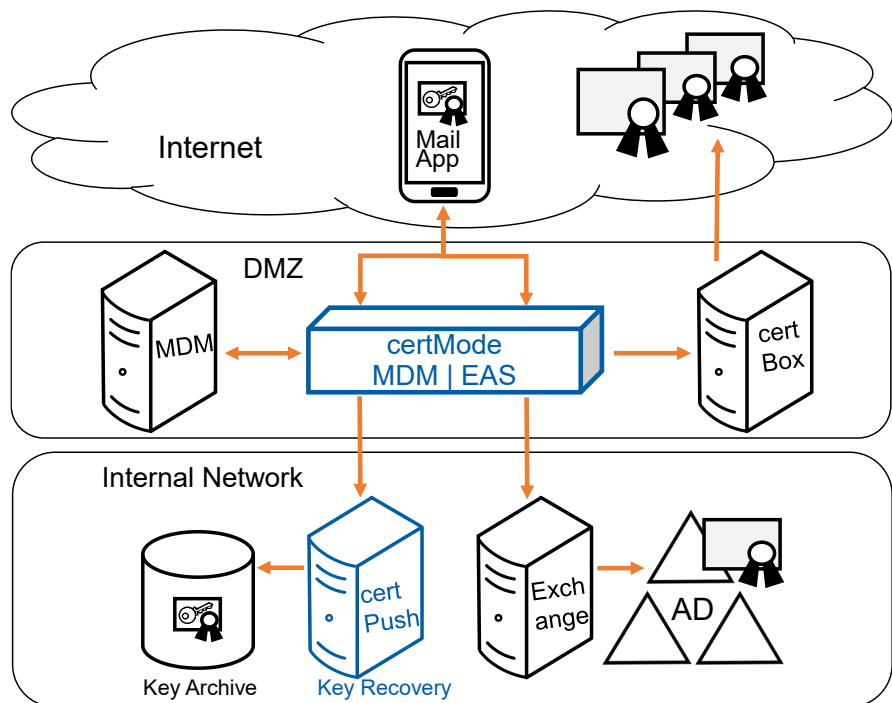 Internet
Mail
App
DMZ
MDM
certMode
MDM | EAS
cert
Box
Internal Network
cert
Push
Exch
ange
AD
Key Archive
Key Recovery